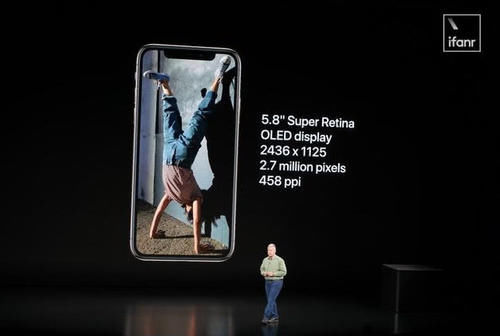 ifanr
5.8" Super Retina
OLED display
2436 x 1125
2.7 million pixels
458 ppi